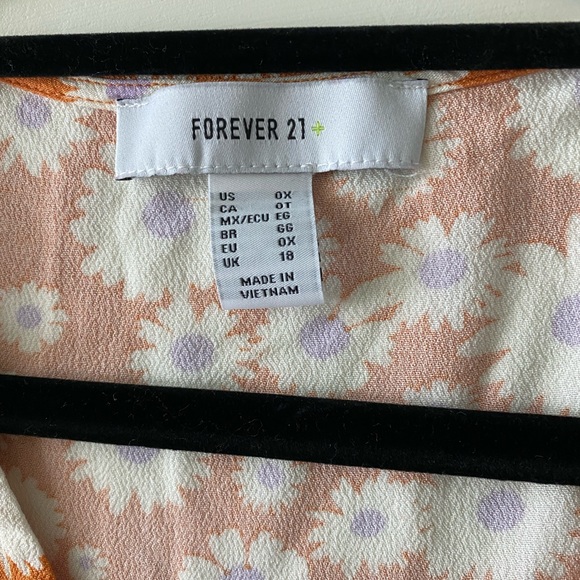 FOREVER 21+
US 0X
CA 0T
MX/ECU EG
BR GG
EU 0X
UK 18
MADE IN
VIETNAM